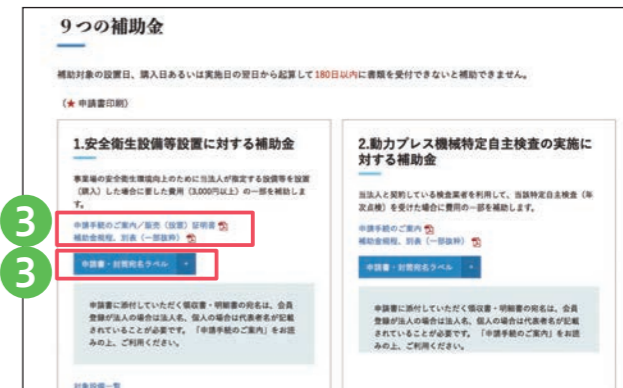 9つの補助金
補助対象の設置日、購入日あるいは実施日の翌日から起算して180日以内に書類を受付できないと補助できません。
(★ 申請書印刷)
1.安全衛生設備等設置に対する補助金
事業場の安全衛生環境向上のために当法人が指定する設備等を設置
(購入)した場合に要した費用(3,000円以上)の一部を補助しま
す。
3
申請手続のご案内/販売(設置)証明書
補助金規程、別表(一部抜粋)
3
申請書・封筒宛名ラベル
申請書に添付していただく領収書・明細書の宛名は、会員
登録が法人の場合は法人名、個人の場合は代表者名が記載
されていることが必要です。「申請手続のご案内」をお読
みの上、ご利用ください。
対象設備一覧
2.動力プレス機械特定自主検査の実施に
対する補助金
当法人と契約している検査業者を利用して、当該特定自主検査(年
次点検)を受けた場合に費用の一部を補助します。
申請手続のご案内
補助金規程、別表(一部抜粋)
申請書・封筒宛名ラベル
申請書に添付していただく領収書・明細書の宛名は、会員
登録が法人の場合は法人名、個人の場合は代表者名が記載
されていることが必要です。「申請手続のご案内」をお読
みの上、ご利用ください。